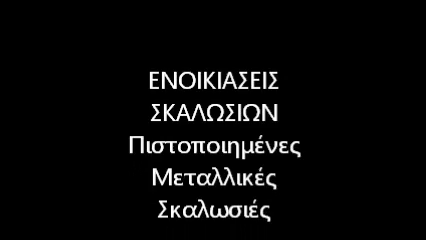 ΕΝΟΙΚΙΑΣΕΙΣ
ΣΚΑΛΩΣΙΩΝ
Πιστοποιημένες
Μεταλλικές
Σκαλωσιές